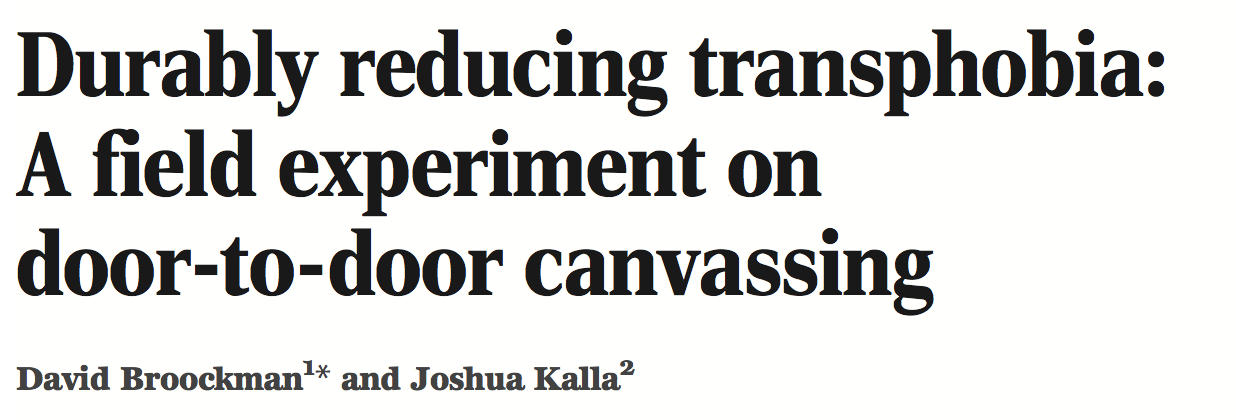 Durably reducing transphobia:
A field experiment on
door-to-door canvassing
David Broockman¹* and Joshua Kalla²